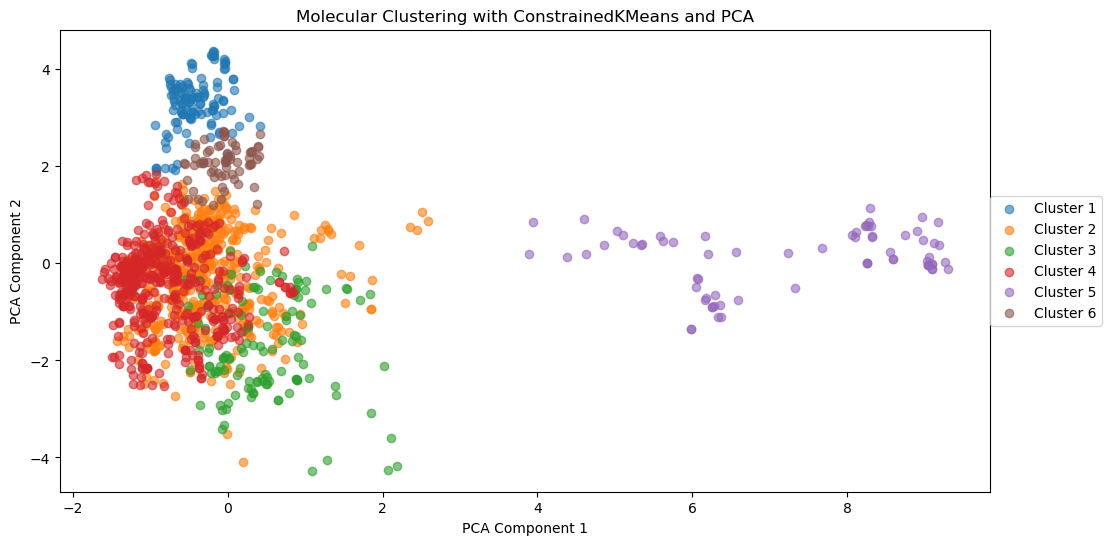 Molecular Clustering with ConstrainedKMeans and PCA
PCA Component 2
4
2
0
−2
−4
−2
0
2
4
6
8
PCA Component 1
Cluster 1
Cluster 2
Cluster 3
Cluster 4
Cluster 5
Cluster 6